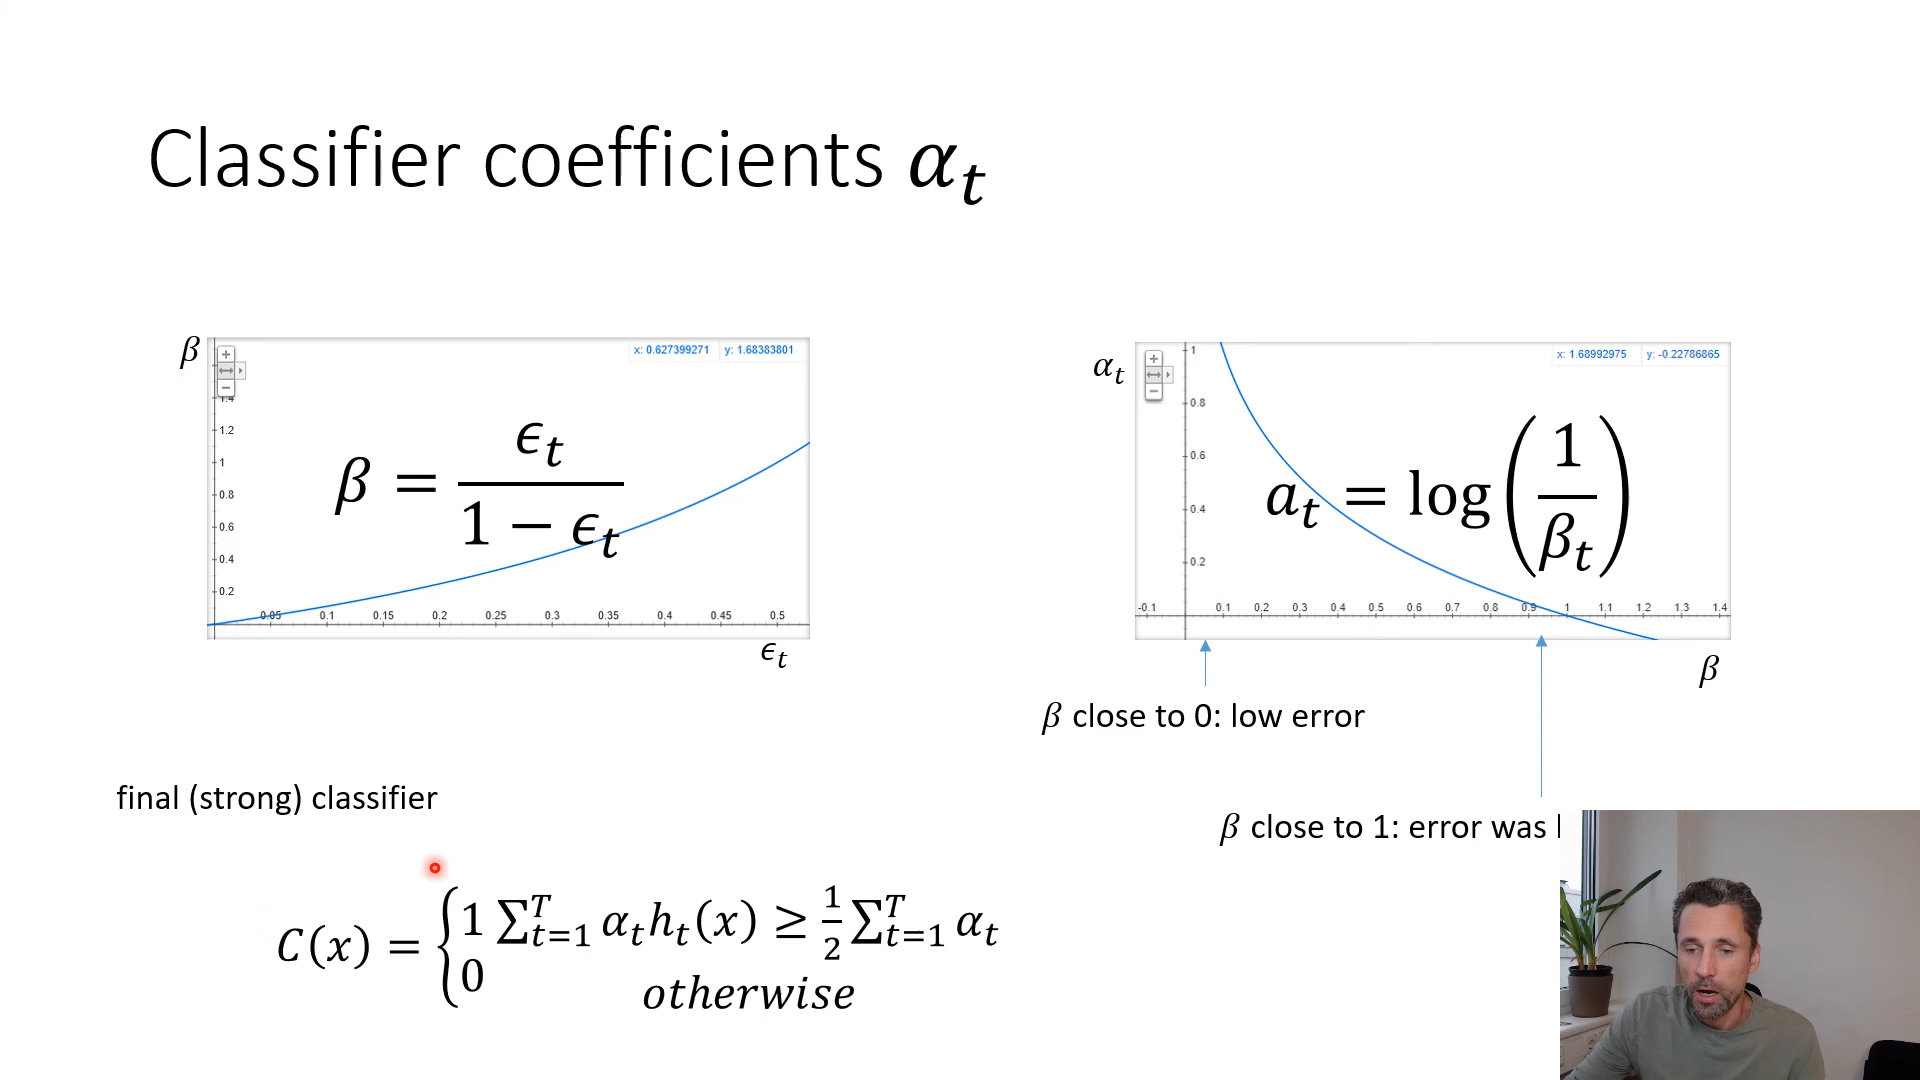 Classifier coefficients αₜ
β
x: 0.627399271 y: 1.68383801
1.4
1.2
1
0.8
0.6
0.4
0.2
β = ϵₜ / (1 − ϵₜ)
0.05 0.1 0.15 0.2 0.25 0.3 0.35 0.4 0.45 0.5
ϵₜ
αₜ
x: 1.68992975 y: -0.22786865
1
0.8
0.6
0.4
0.2
aₜ = log(1/βₜ)
-0.1 0.1 0.2 0.3 0.4 0.5 0.6 0.7 0.8 0.9 1 1.1 1.2 1.3 1.4
β
β close to 0: low error
β close to 1: error was
final (strong) classifier
C(x) = { 1 ∑ᵀₜ₌₁ αₜhₜ(x) ≥ ½ ∑ᵀₜ₌₁ αₜ
0 otherwise